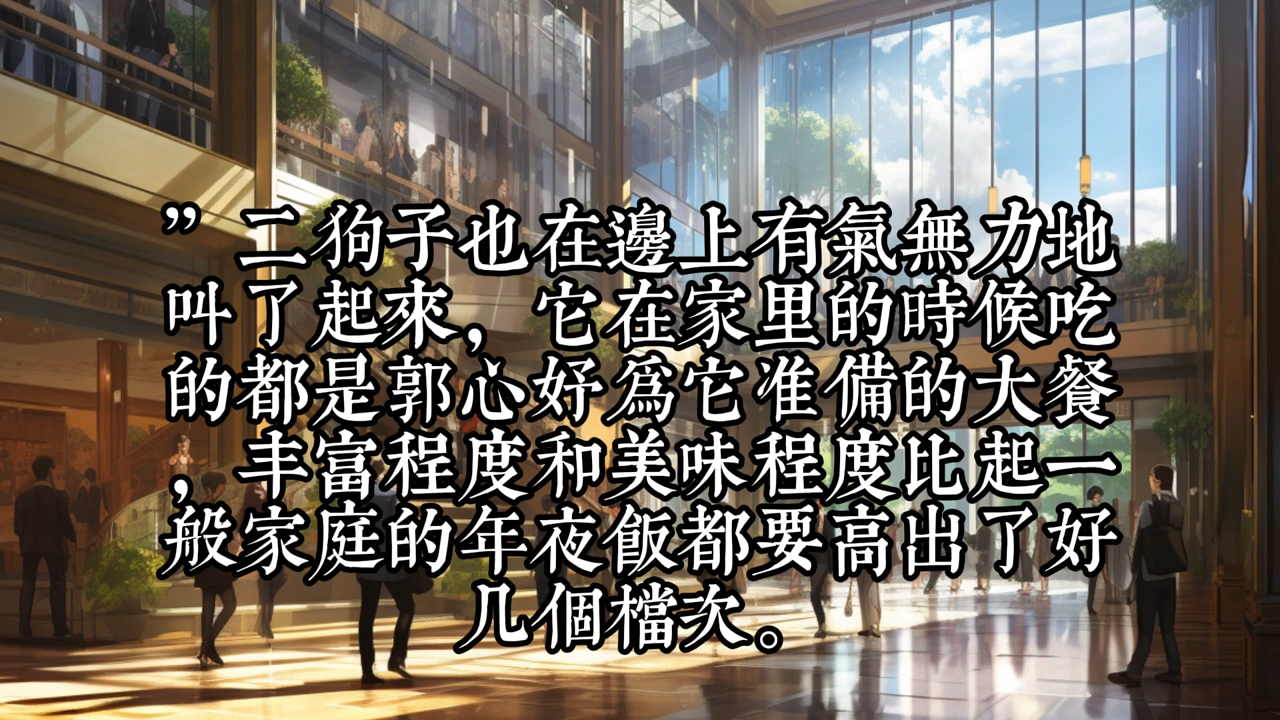 ”二狗子也在邊上有氣無力地
叫了起來，它在家里的時候吃
的都是郭心妤爲它准備的大餐
，丰富程度和美味程度比起一
般家庭的年夜飯都要高出了好
几個檔次。